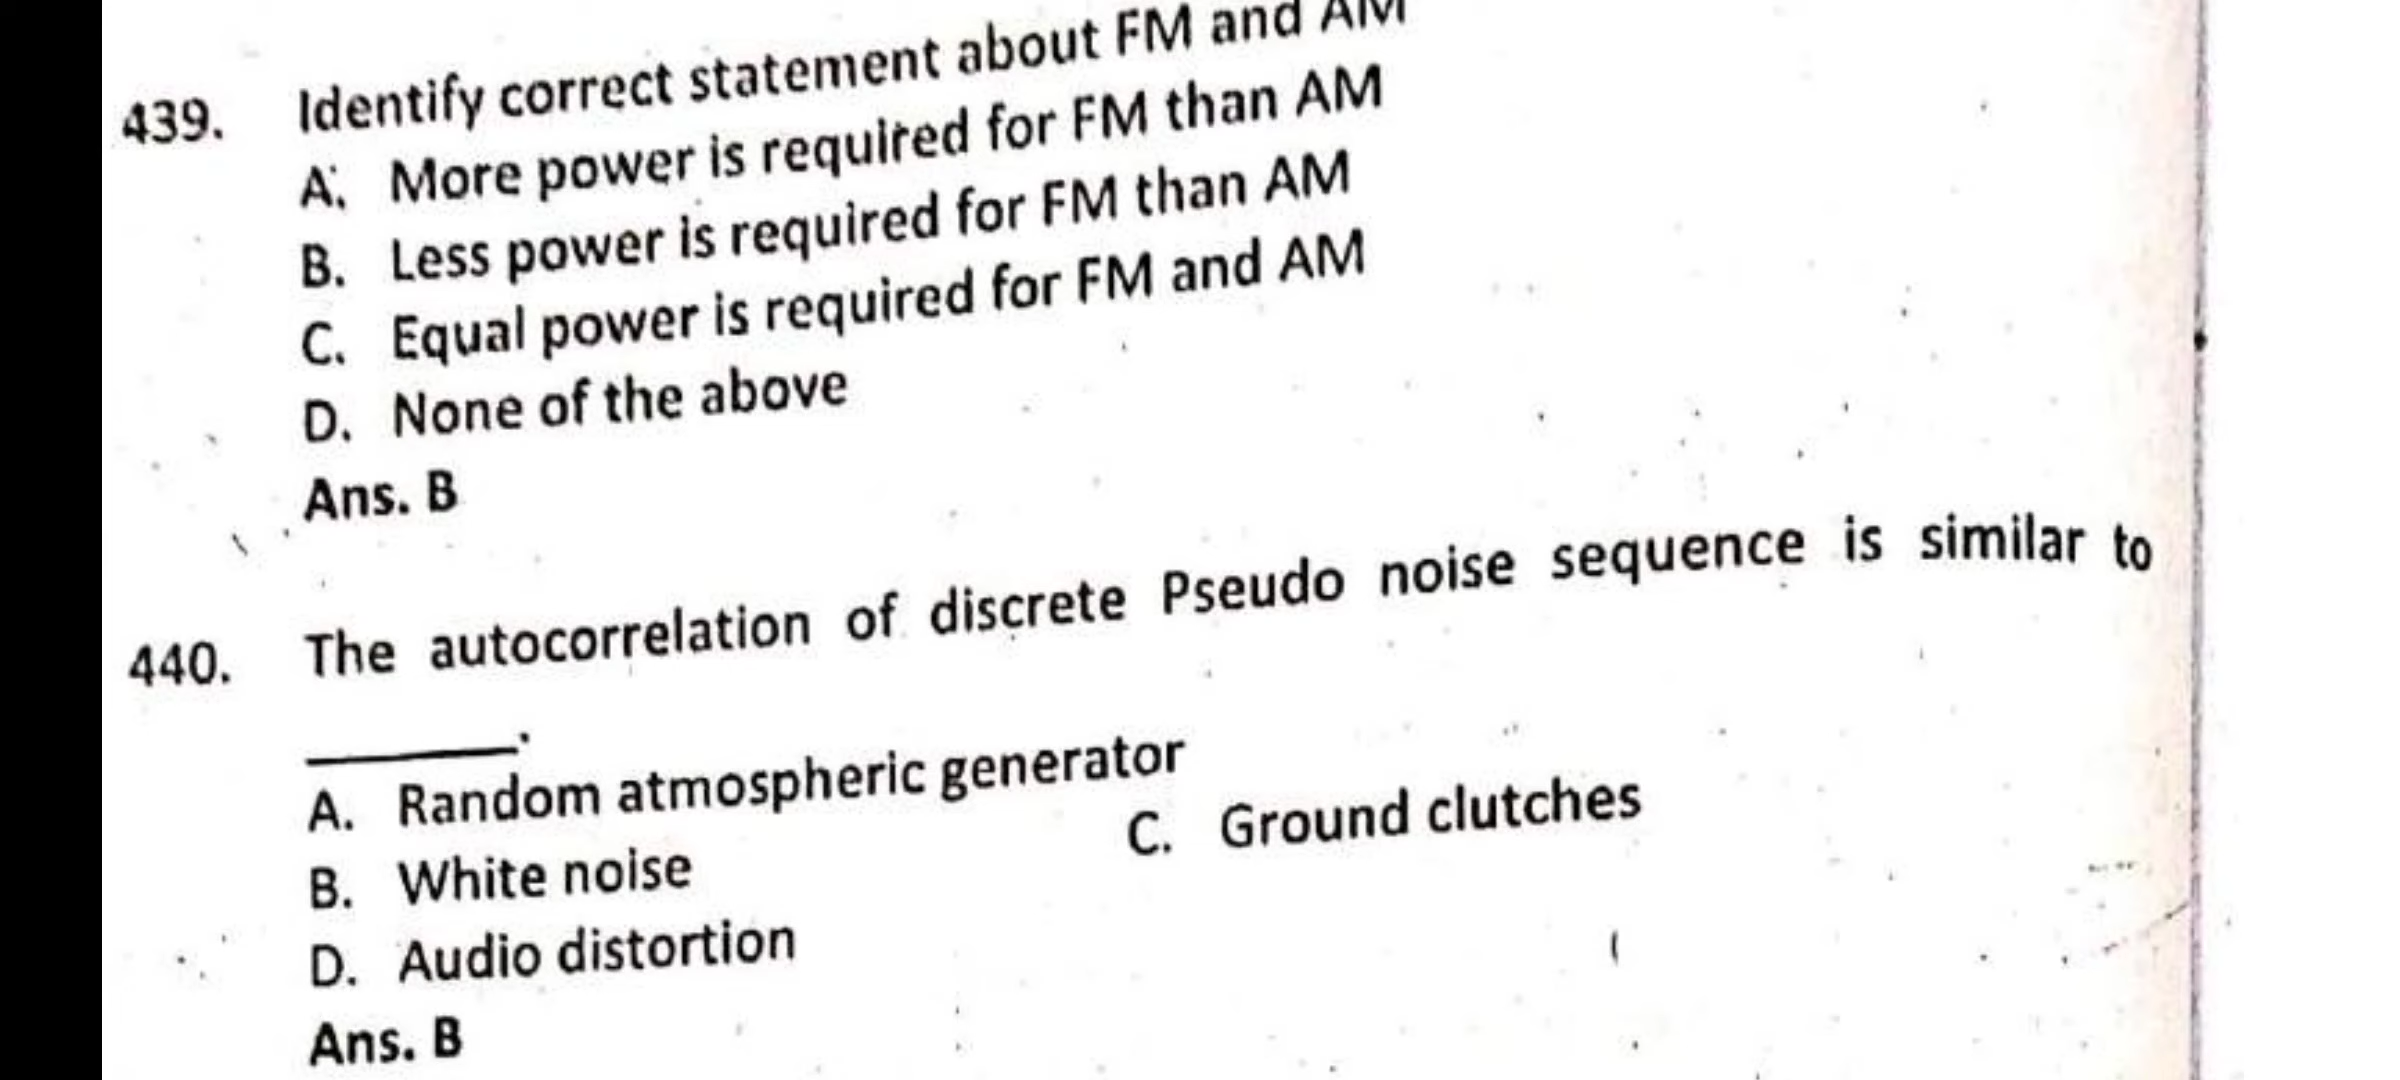 439. Identify correct statement about FM and AM
A. More power is required for FM than AM
B. Less power is required for FM than AM
C. Equal power is required for FM and AM
D. None of the above
Ans. B
440. The autocorrelation of discrete Pseudo noise sequence is similar to
________.
A. Random atmospheric generator
C. Ground clutches
B. White noise
D. Audio distortion
Ans. B